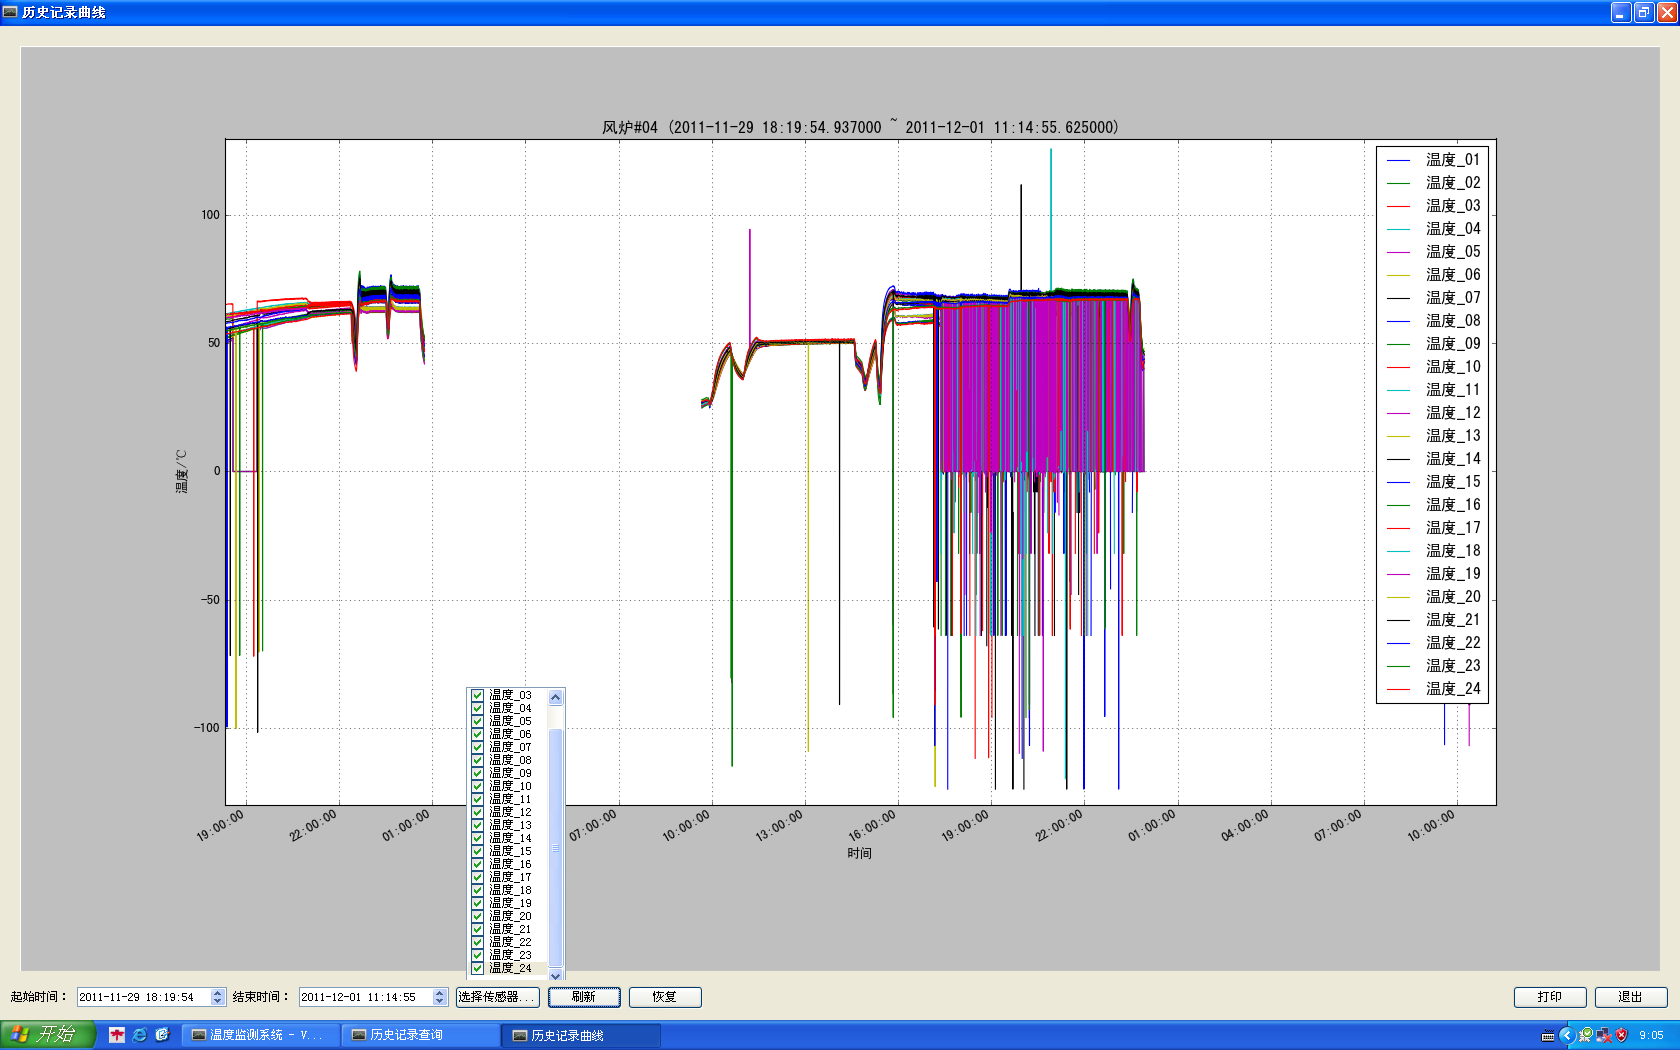 历史记录曲线
风炉#04 (2011-11-29 18:19:54.937000 ~ 2011-12-01 11:14:55.625000)
100
50
0
−50
−100
温度/℃
温度_01
温度_02
温度_03
温度_04
温度_05
温度_06
温度_07
温度_08
温度_09
温度_10
温度_11
温度_12
温度_13
温度_14
温度_15
温度_16
温度_17
温度_18
温度_19
温度_20
温度_21
温度_22
温度_23
温度_24
温度_03
温度_04
温度_05
温度_06
温度_07
温度_08
温度_09
温度_10
温度_11
温度_12
温度_13
温度_14
温度_15
温度_16
温度_17
温度_18
温度_19
温度_20
温度_21
温度_22
温度_23
温度_24
19:00:00 22:00:00 01:00:00 07:00:00 10:00:00 13:00:00 16:00:00 19:00:00 22:00:00 01:00:00 04:00:00 07:00:00 10:00:00
时间
起始时间： 2011-11-29 18:19:54 结束时间： 2011-12-01 11:14:55 选择传感器... 刷新 恢复 打印 退出
开始 温度监测系统 - V... 历史记录查询 历史记录曲线 9:05